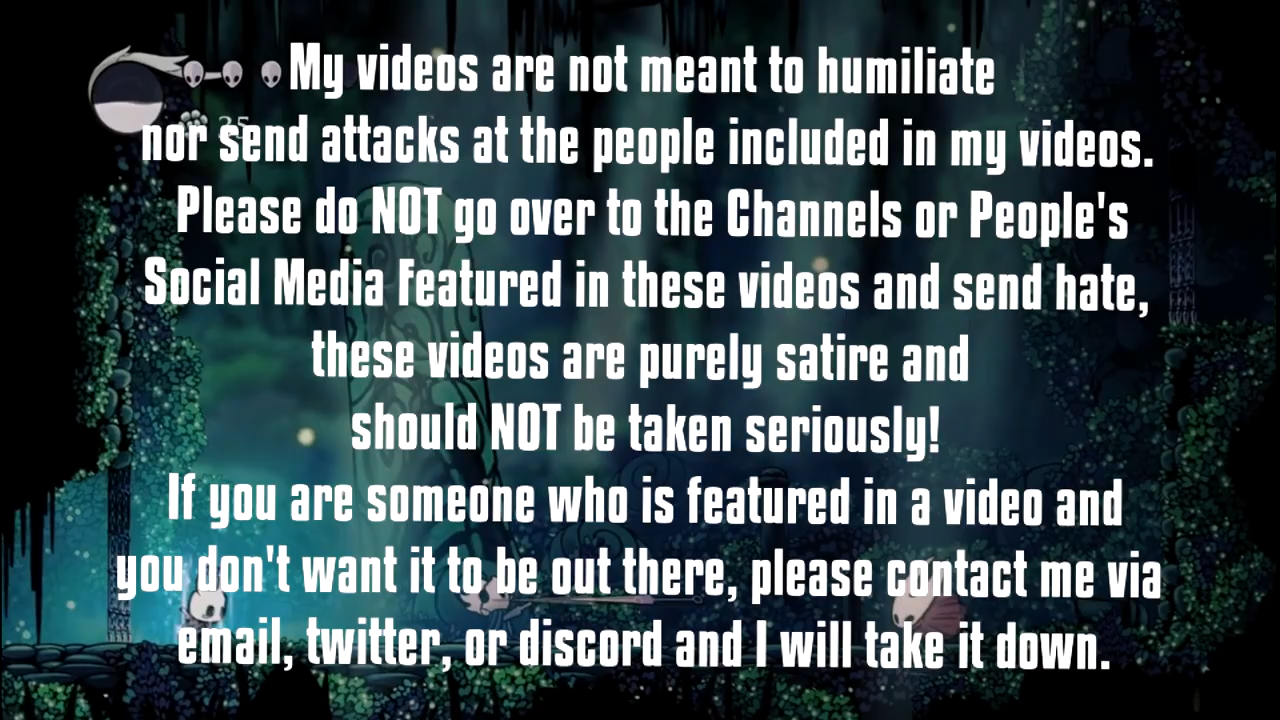 My videos are not meant to humiliate
nor send attacks at the people included in my videos.
Please do NOT go over to the Channels or People's
Social Media Featured in these videos and send hate,
these videos are purely satire and
should NOT be taken seriously!
If you are someone who is featured in a video and
you don't want it to be out there, please contact me via
email, twitter, or discord and I will take it down.